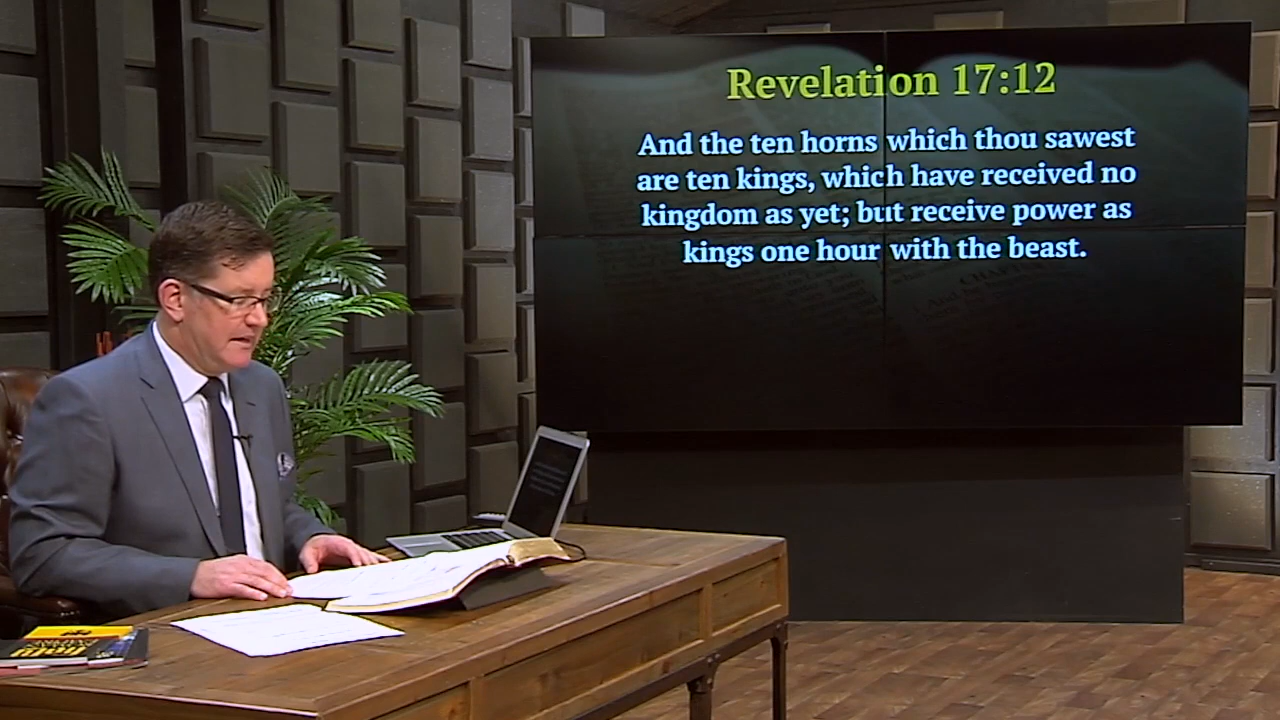 Revelation 17:12
And the ten horns which thou sawest
are ten kings, which have received no
kingdom as yet; but receive power as
kings one hour with the beast.